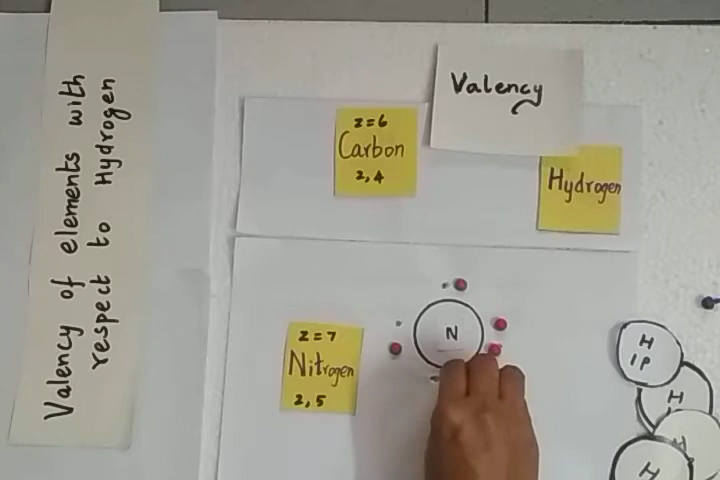 Valency of elements with
respect to Hydrogen
Valency
z=6
Carbon
2,4
Hydrogen
z=7
Nitrogen
2,5
N
H
1P
H
H
H